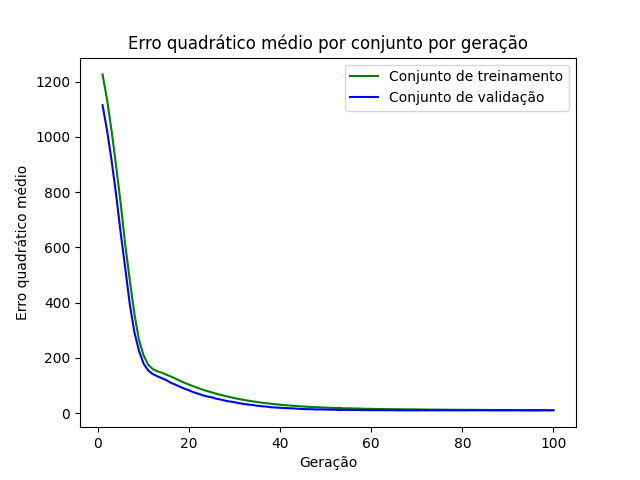 Erro quadrático médio por conjunto por geração
Conjunto de treinamento
Conjunto de validação
Erro quadrático médio
1200
1000
800
600
400
200
0
0 20 40 60 80 100
Geração